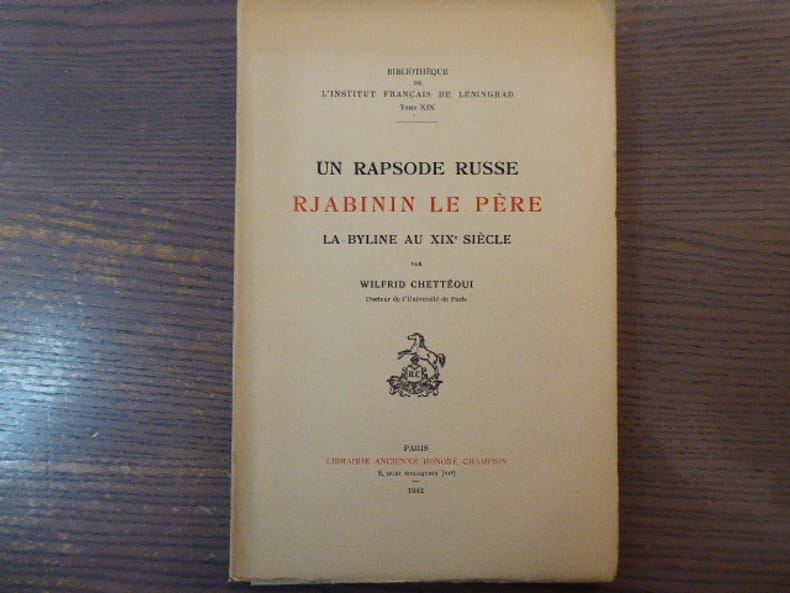 BIBLIOTHÈQUE
DE
L'INSTITUT FRANÇAIS DE LÉNINGRAD
Tome XIX
UN RAPSODE RUSSE
RJABININ LE PÈRE
LA BYLINE AU XIXᵉ SIÈCLE
PAR
WILFRID CHETTÉOUI
Docteur de l'Université de Paris
H.C
PARIS
LIBRAIRIE ANCIENNE HONORÉ CHAMPION
5, QUAI MALAQUAIS (VIᵉ)
1942